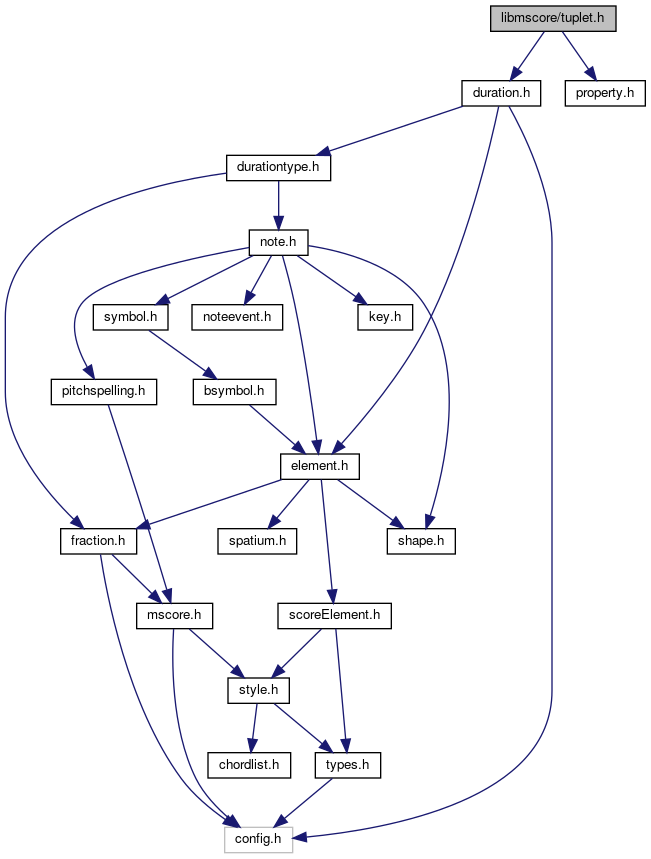 libmscore/tuplet.h
duration.h
property.h
durationtype.h
note.h
symbol.h
noteevent.h
key.h
pitchspelling.h
bsymbol.h
element.h
fraction.h
spatium.h
shape.h
mscore.h
scoreElement.h
style.h
chordlist.h
types.h
config.h